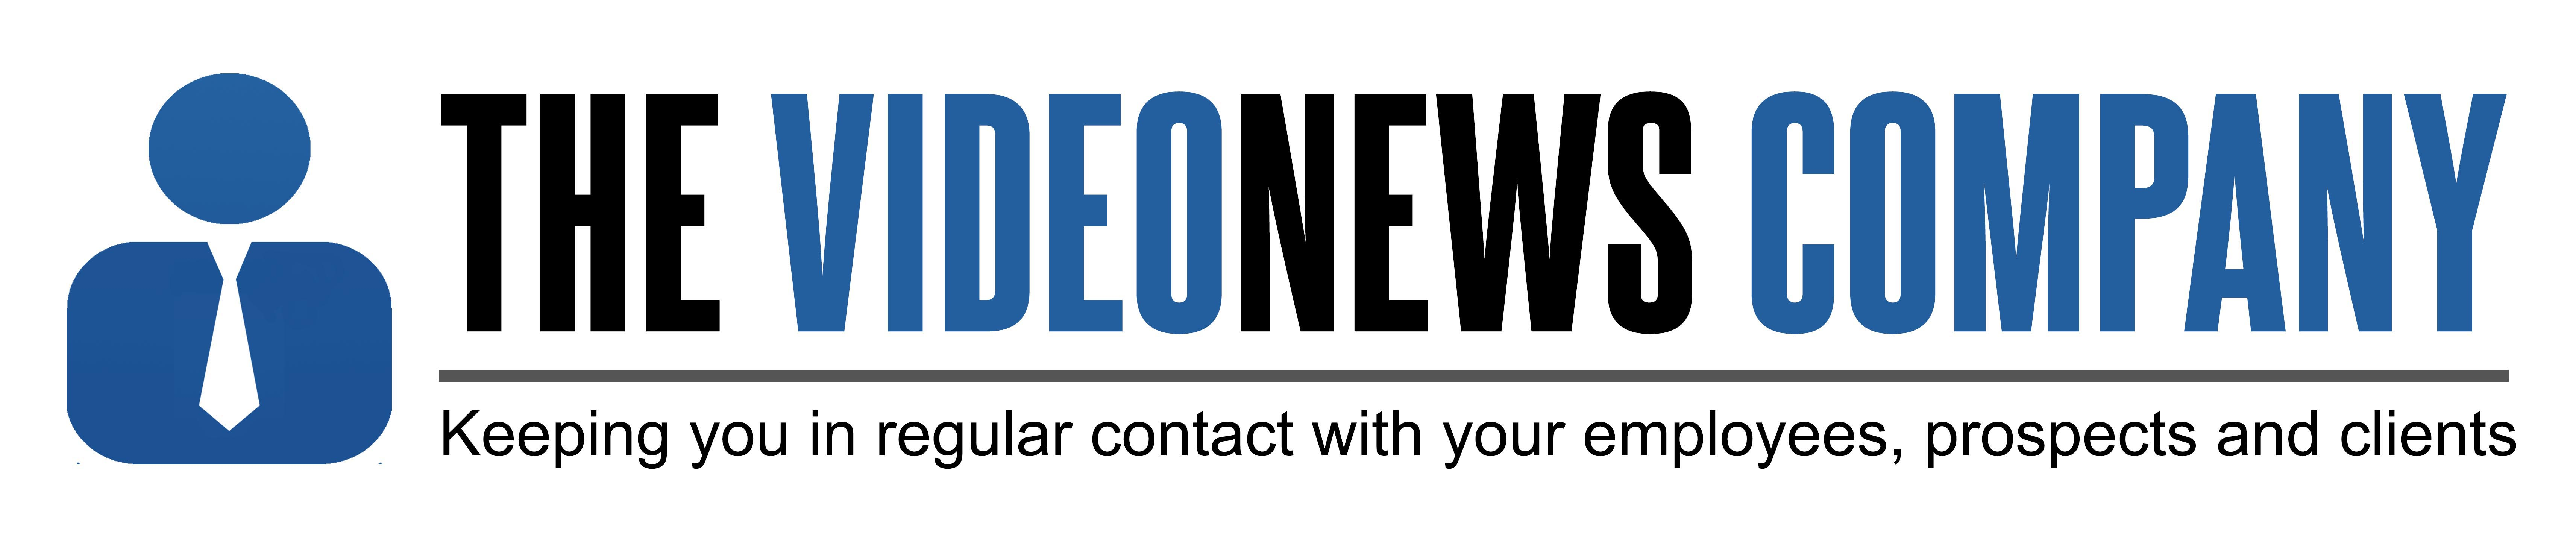 THE VIDEONEWS COMPANY
Keeping you in regular contact with your employees, prospects and clients